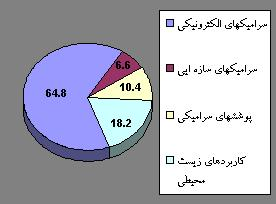 64.8
6.6
10.4
18.2
سرامیکهای الکترونیکی
سرامیکهای سازه ایی
پوششهای سرامیکی
کاربردهای زیست
محیطی